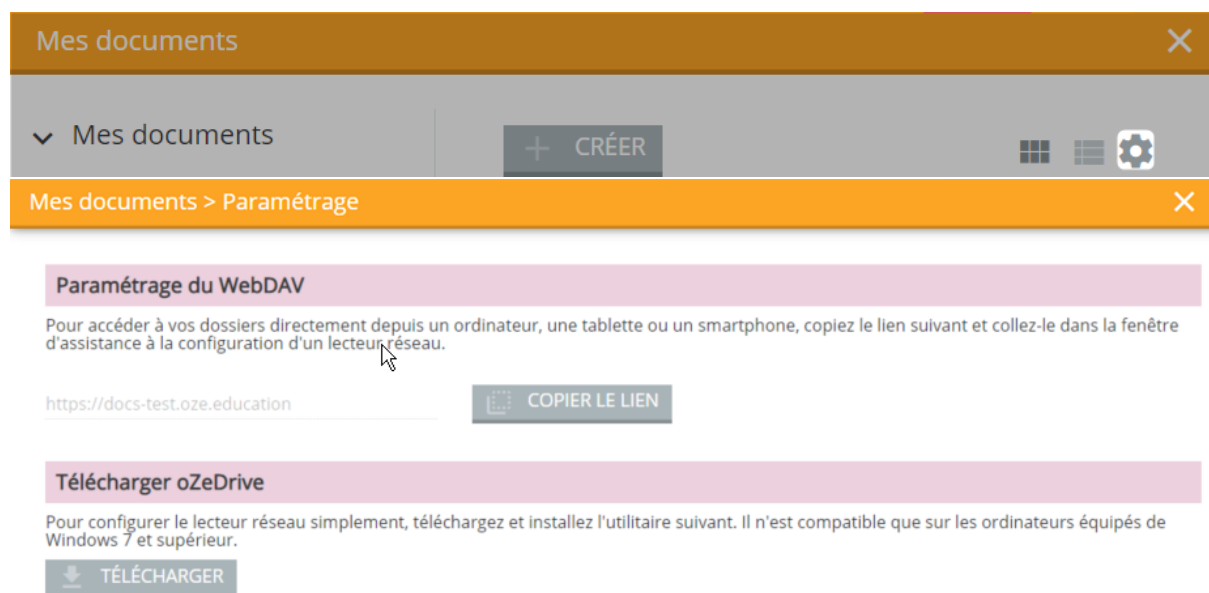 Mes documents
Mes documents
CRÉER
Mes documents > Paramétrage
Paramétrage du WebDAV
Pour accéder à vos dossiers directement depuis un ordinateur, une tablette ou un smartphone, copiez le lien suivant et collez-le dans la fenêtre
d'assistance à la configuration d'un lecteur réseau.
https://docs-test.oze.education
COPIER LE LIEN
Télécharger oZeDrive
Pour configurer le lecteur réseau simplement, téléchargez et installez l'utilitaire suivant. Il n'est compatible que sur les ordinateurs équipés de
Windows 7 et supérieur.
TÉLÉCHARGER